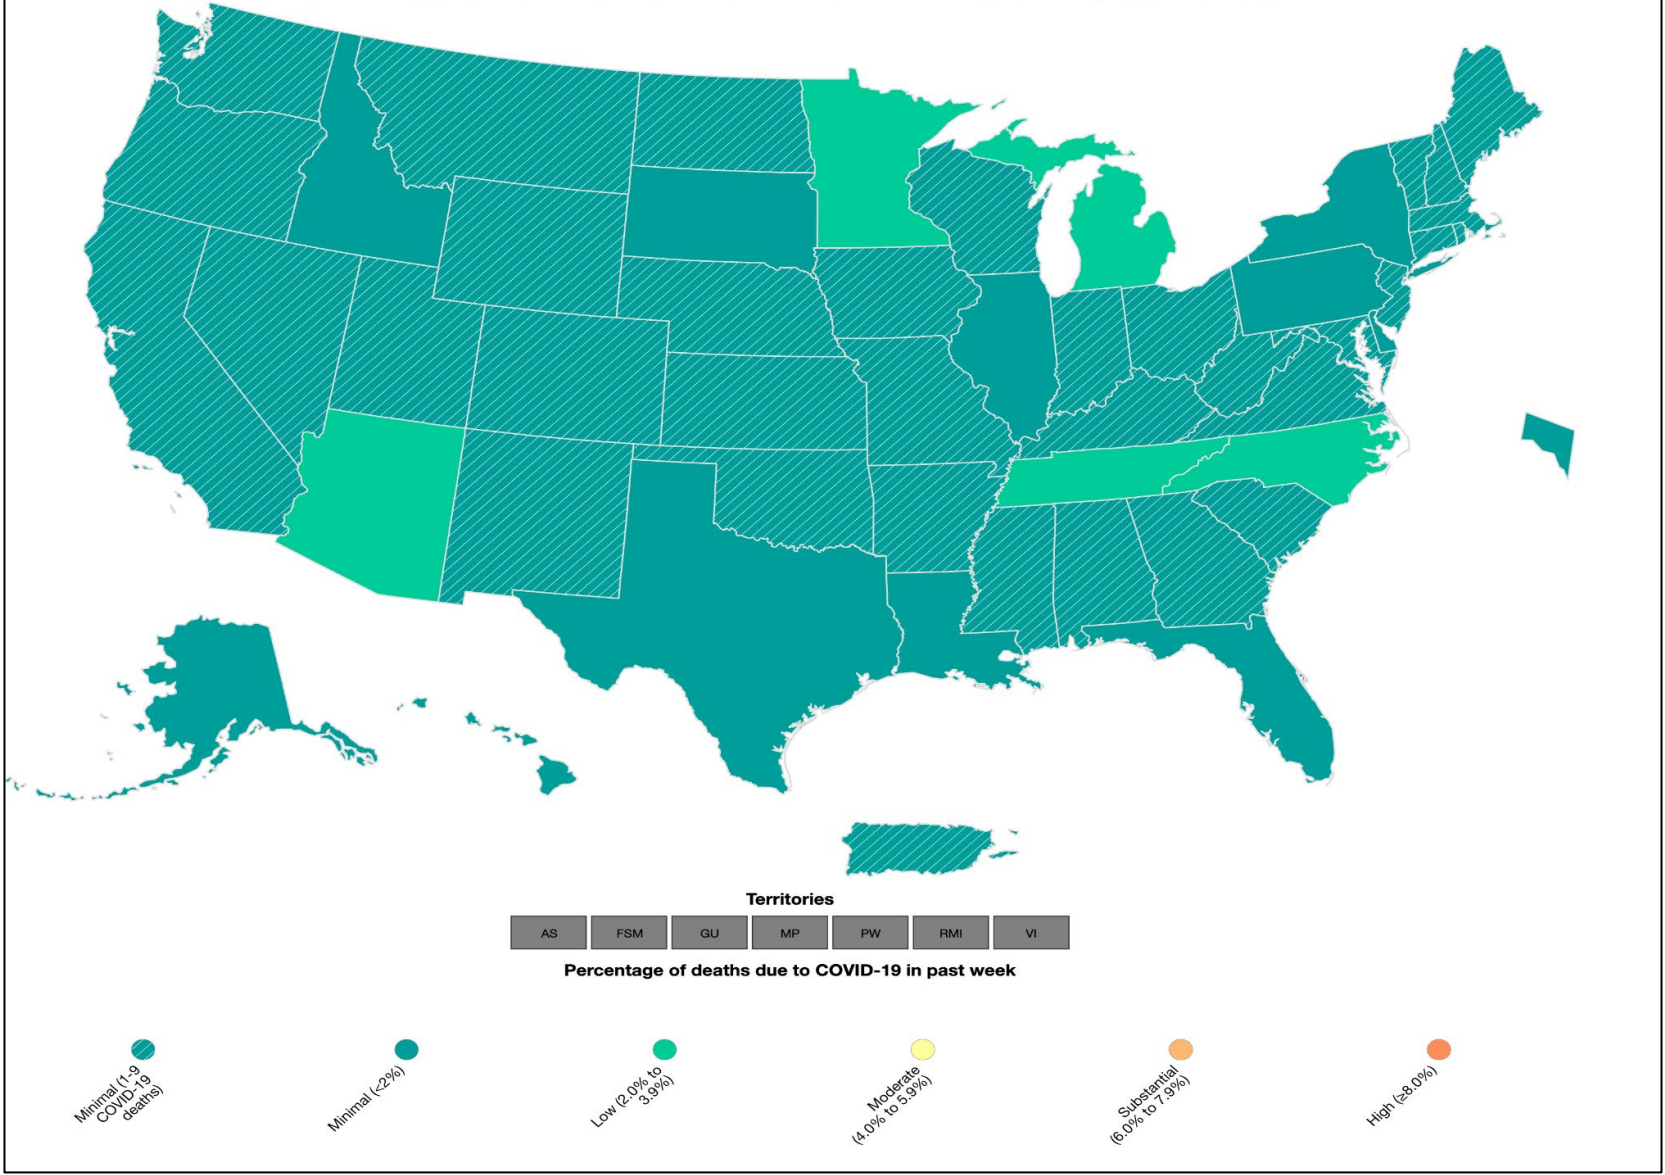 Territories
AS
FSM
GU
MP
PW
RMI
VI
Percentage of deaths due to COVID-19 in past week
Minimal (1-9
COVID-19
deaths)
Minimal (<2%)
Low (2.0% to
3.9%)
Moderate
(4.0% to 5.9%)
Substantial
(6.0% to 7.9%)
High (≥8.0%)